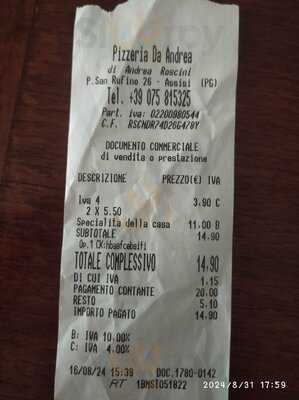 Pizzeria Da Andrea
di Andrea Roscini
P.San Rufino 26 - Assisi (PG)
Tel. +39 075 815325
Part. iva: 02200980544
C.F. RSCNDR74D26G478Y
DOCUMENTO COMMERCIALE
di vendita o prestazione
DESCRIZIONE PREZZO(€) IVA
Iva 4 3,90 C
2 X 5.50
Specialità della casa 11,00 B
SUBTOTALE 14,90
Op.1
TOTALE COMPLESSIVO 14,90
DI CUI IVA 1,15
PAGAMENTO CONTANTE 20,00
RESTO 5,10
IMPORTO PAGATO 14,90
B: IVA 10,00%
C: IVA 4,00%
16/08/24 15:39 DOC.1780-0142
RT 1BMSI051822
2024/8/31 17:59